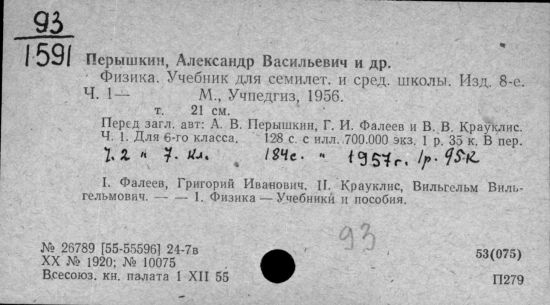 93
1591
Перышкин, Александр Васильевич и др.
Физика. Учебник для семилет. и сред. школы. Изд. 8-е.
Ч. 1— М., Учпедгиз, 1956.
т. 21 см.
Перед загл. авт: А. В. Перышкин, Г. И. Фалеев и В. В. Крауклис.
Ч. 1. Для 6-го класса. 128 с. с илл. 700.000 экз. 1 р. 35 к. В пер.
Ч. 2 " 7. кл. 184с. " 1957г. 1р. 95к
I. Фалеев, Григорий Иванович. II. Крауклис, Вильгельм Виль-
гельмович. — — 1. Физика — Учебники и пособия.
93
№ 26789 [55-55596] 24-7в
53(075)
XX № 1920; № 10075
Всесоюз. кн. палата 1 XII 55
П279